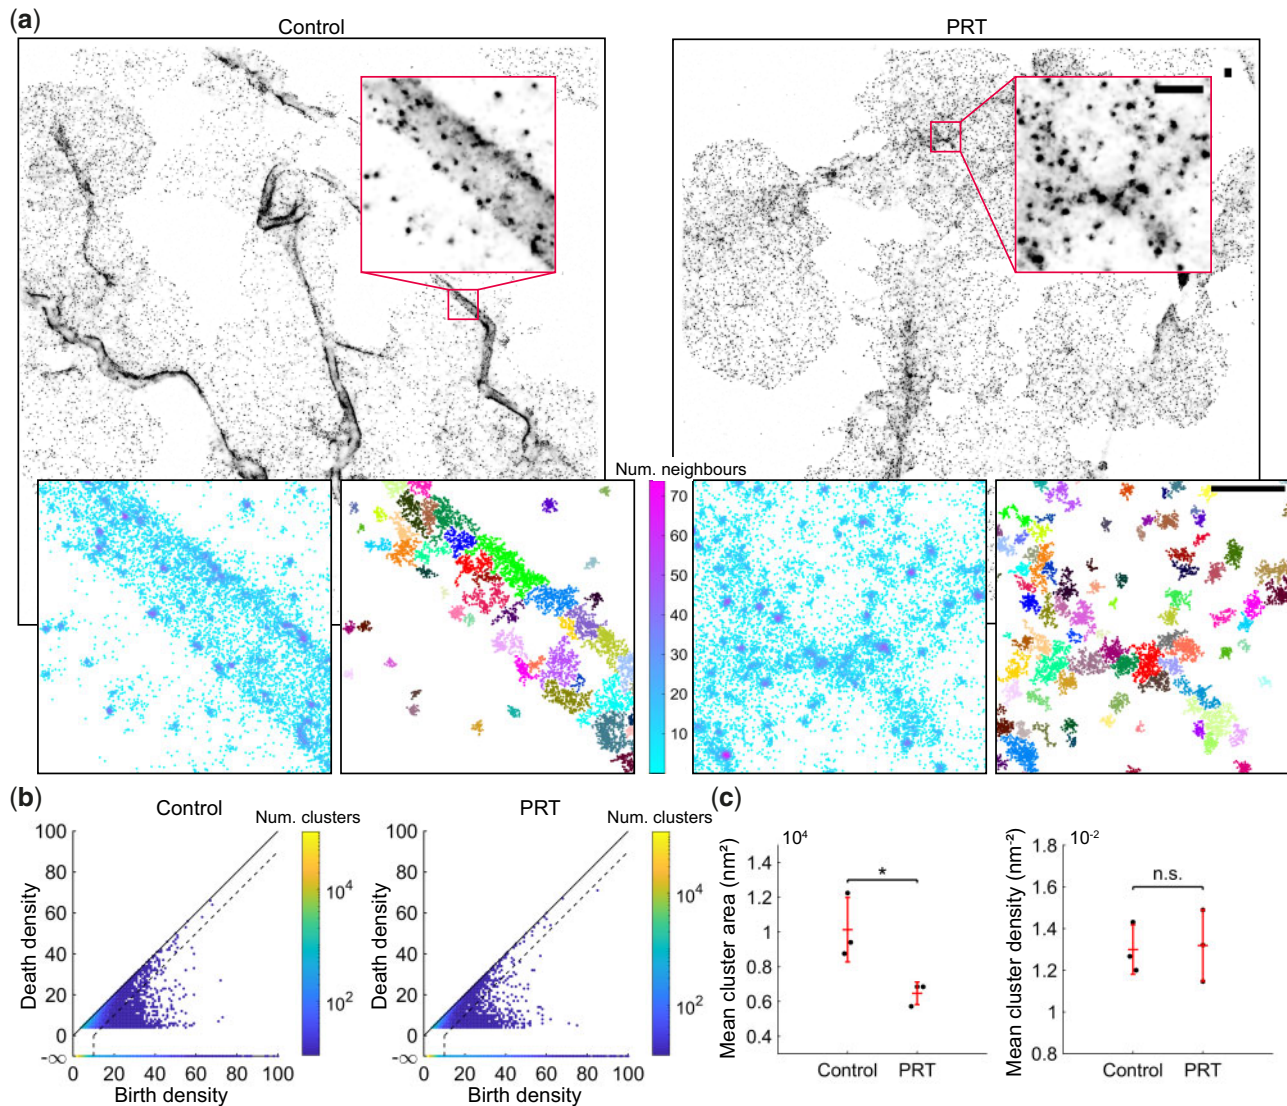 (a)
Control
PRT
Num. neighbours
70
60
50
40
30
20
10
(b)
Control
Num. clusters
PRT
Num. clusters
(c)
100
80
60
40
20
0
-∞
Death density
0 20 40 60 80 100
Birth density
10⁴
10²
100
80
60
40
20
0
-∞
Death density
0 20 40 60 80 100
Birth density
10⁴
10²
10⁴
1.4
1.2
1
0.8
0.6
0.4
Mean cluster area (nm²)
*
Control PRT
10⁻²
1.8
1.6
1.4
1.2
1
0.8
Mean cluster density (nm⁻²)
n.s.
Control PRT